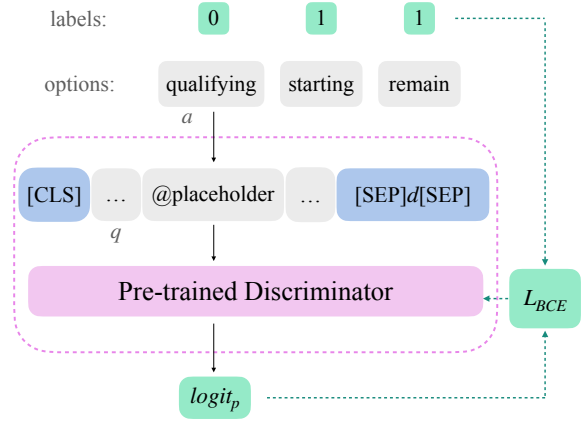 labels: 0 1 1
options: qualifying starting remain
a
[CLS] ... @placeholder ... [SEP]d[SEP]
q
Pre-trained Discriminator
L_BCE
logit_p